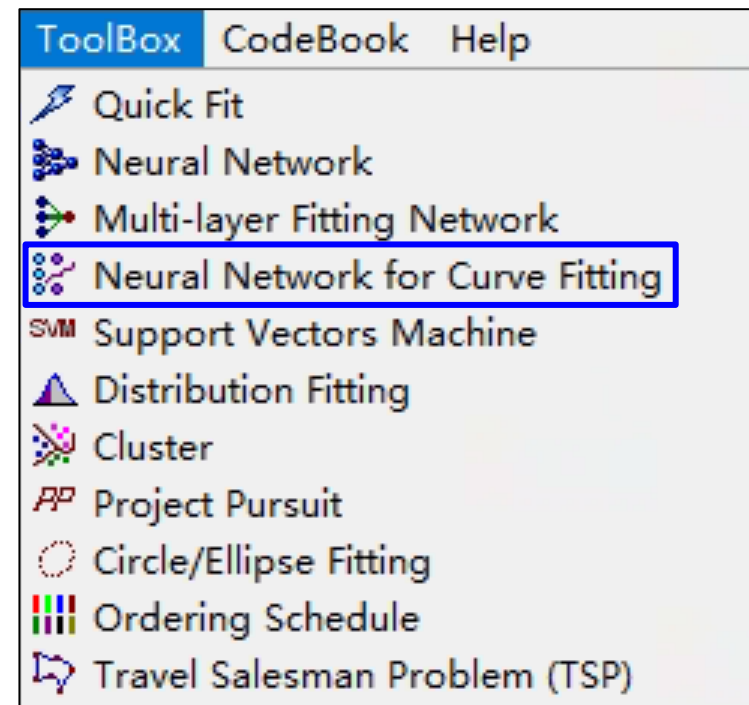 ToolBox CodeBook Help
Quick Fit
Neural Network
Multi-layer Fitting Network
Neural Network for Curve Fitting
SVM Support Vectors Machine
Distribution Fitting
Cluster
PP Project Pursuit
Circle/Ellipse Fitting
Ordering Schedule
Travel Salesman Problem (TSP)